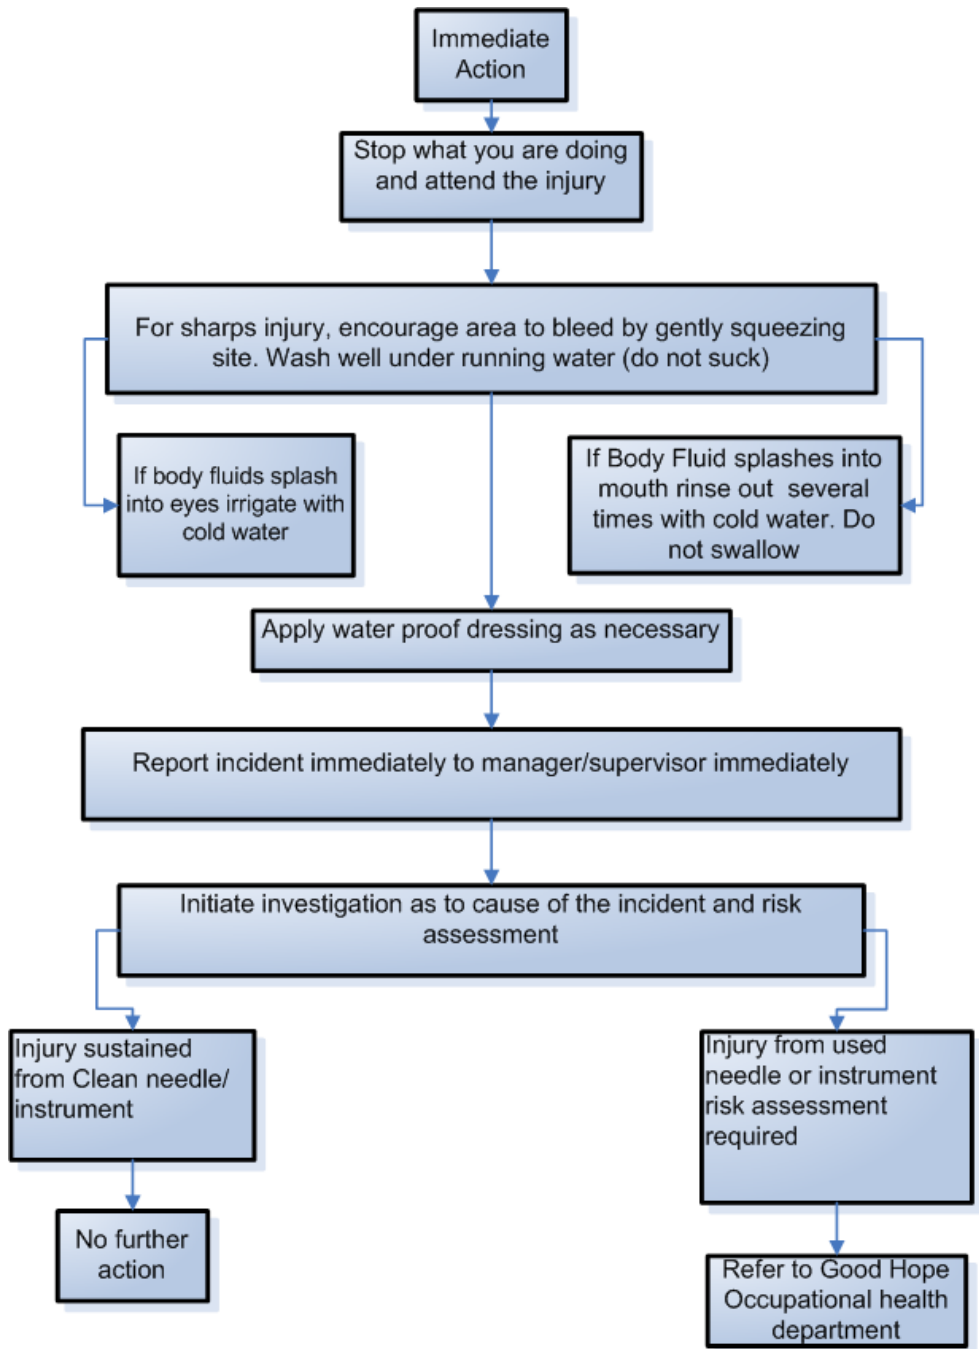 Immediate
Action
Stop what you are doing
and attend the injury
For sharps injury, encourage area to bleed by gently squeezing
site. Wash well under running water (do not suck)
If body fluids splash
into eyes irrigate with
cold water
If Body Fluid splashes into
mouth rinse out several
times with cold water. Do
not swallow
Apply water proof dressing as necessary
Report incident immediately to manager/supervisor immediately
Initiate investigation as to cause of the incident and risk
assessment
Injury sustained
from Clean needle/
instrument
Injury from used
needle or instrument
risk assessment
required
No further
action
Refer to Good Hope
Occupational health
department